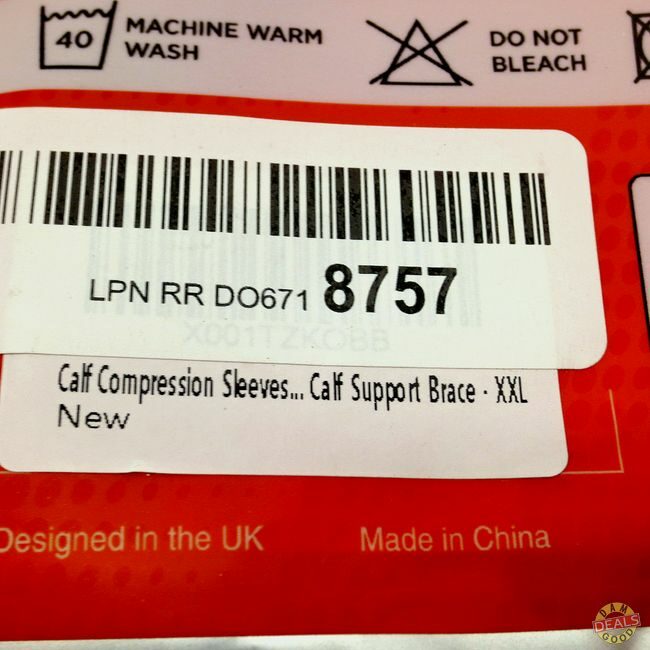 40
MACHINE WARM
WASH
DO NOT
BLEACH
LPN RR DO671 8757
X001TZKOBB
Calf Compression Sleeves... Calf Support Brace - XXL
New
Designed in the UK
Made in China
DAM
DEALS
GOOD